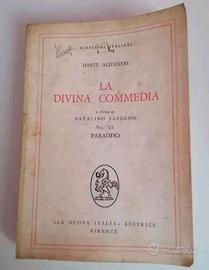 SCRITTORI ITALIANI
DANTE ALIGHIERI
LA
DIVINA COMMEDIA
A CURA DI
NATALINO SAPEGNO
VOL. III
PARADISO
«LA NUOVA ITALIA» EDITRICE
FIRENZE
subito